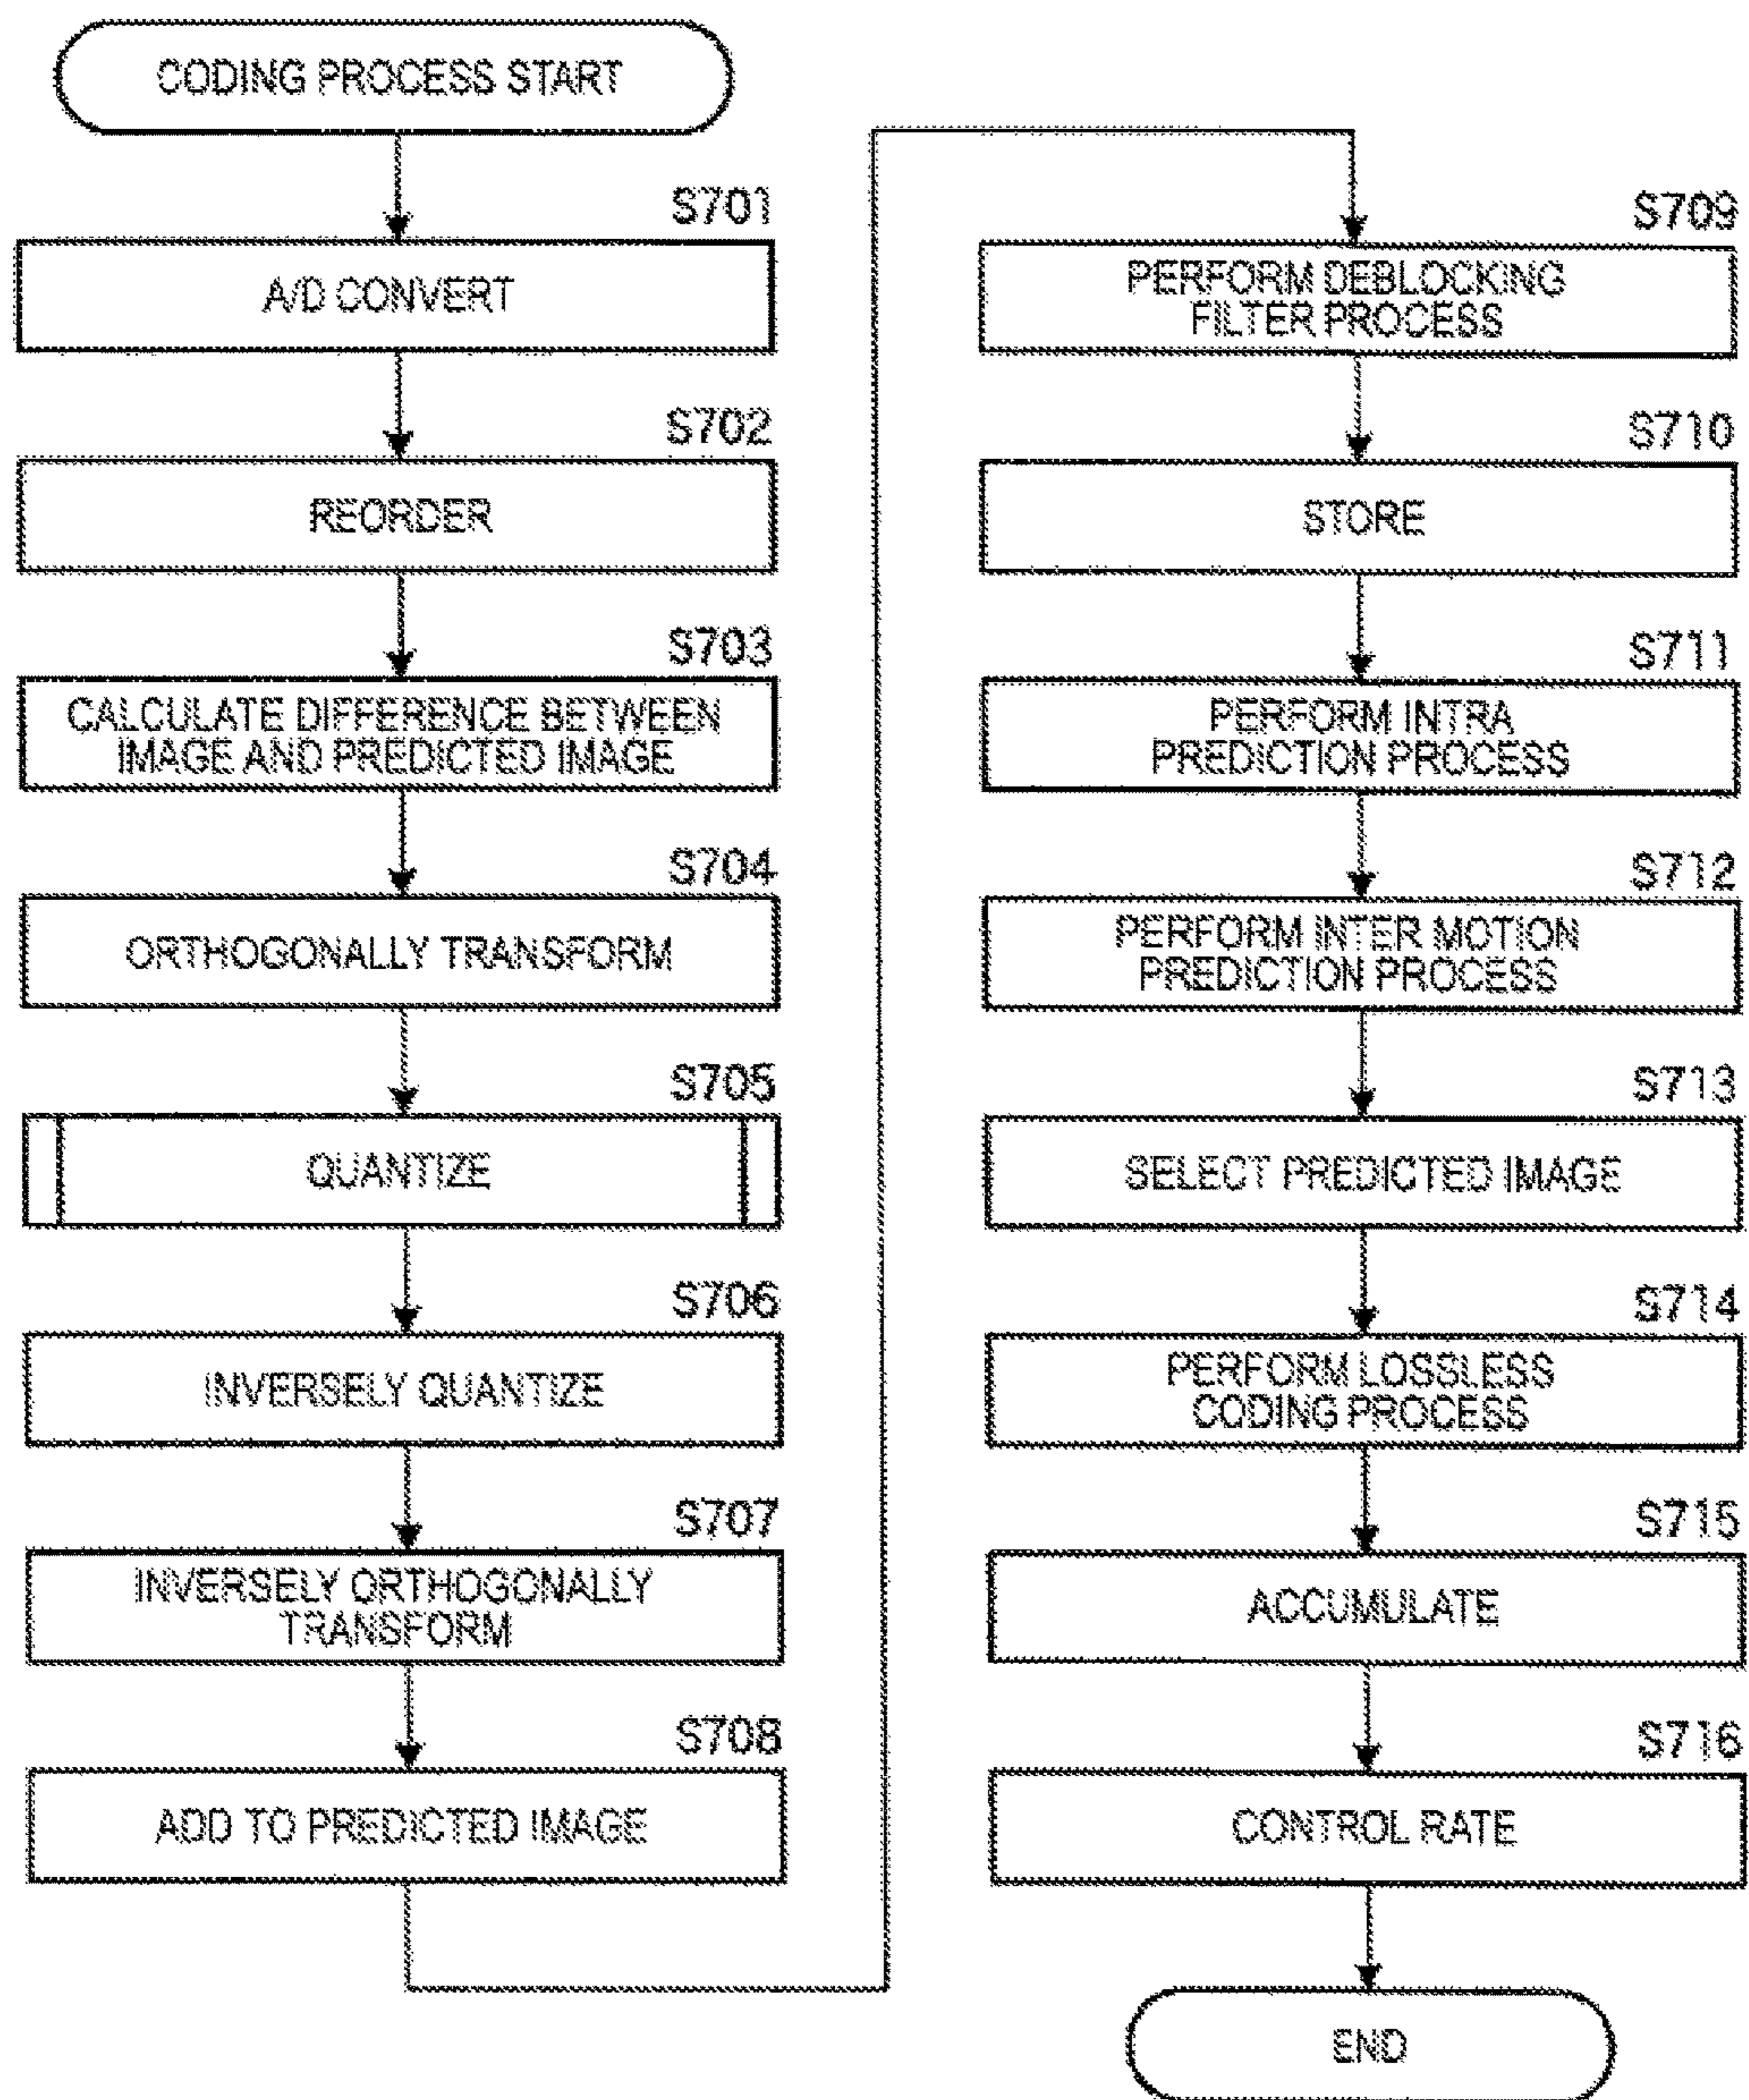 CODING PROCESS START
S701
A/D CONVERT
S702
REORDER
S703
CALCULATE DIFFERENCE BETWEEN
IMAGE AND PREDICTED IMAGE
S704
ORTHOGONALLY TRANSFORM
S705
QUANTIZE
S706
INVERSELY QUANTIZE
S707
INVERSELY ORTHOGONALLY
TRANSFORM
S708
ADD TO PREDICTED IMAGE
S709
PERFORM DEBLOCKING
FILTER PROCESS
S710
STORE
S711
PERFORM INTRA
PREDICTION PROCESS
S712
PERFORM INTER MOTION
PREDICTION PROCESS
S713
SELECT PREDICTED IMAGE
S714
PERFORM LOSSLESS
CODING PROCESS
S715
ACCUMULATE
S716
CONTROL RATE
END